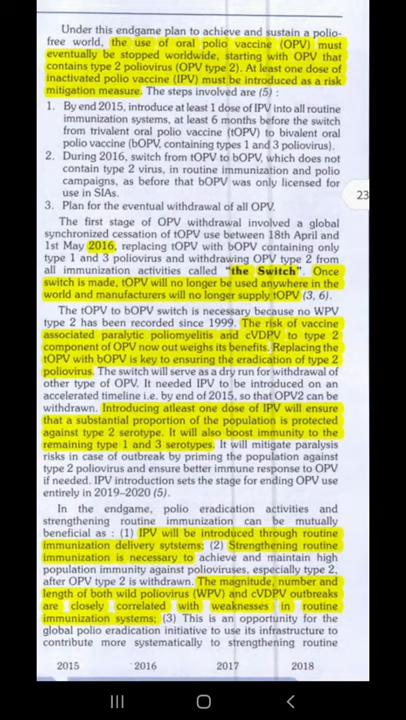 Under this endgame plan to achieve and sustain a polio-
free world, the use of oral polio vaccine (OPV) must
eventually be stopped worldwide, starting with OPV that
contains type 2 poliovirus (OPV type 2). At least one dose of
inactivated polio vaccine (IPV) must be introduced as a risk
mitigation measure. The steps involved are (5) :
1. By end 2015, introduce at least 1 dose of IPV into all routine
immunization systems, at least 6 months before the switch
from trivalent oral polio vaccine (tOPV) to bivalent oral
polio vaccine (bOPV, containing types 1 and 3 poliovirus).
2. During 2016, switch from tOPV to bOPV, which does not
contain type 2 virus, in routine immunization and polio
campaigns, as before that bOPV was only licensed for
use in SIAs.
23
3. Plan for the eventual withdrawal of all OPV.
The first stage of OPV withdrawal involved a global
synchronized cessation of tOPV use between 18th April and
1st May 2016, replacing tOPV with bOPV containing only
type 1 and 3 poliovirus and withdrawing OPV type 2 from
all immunization activities called "the Switch". Once
switch is made, tOPV will no longer be used anywhere in the
world and manufacturers will no longer supply tOPV (3, 6).
The tOPV to bOPV switch is necessary because no WPV
type 2 has been recorded since 1999. The risk of vaccine
associated paralytic poliomyelitis and cVDPV to type 2
component of OPV now out weighs its benefits. Replacing the
tOPV with bOPV is key to ensuring the eradication of type 2
poliovirus. The switch will serve as a dry run for withdrawal of
other type of OPV. It needed IPV to be introduced on an
accelerated timeline i.e. by end of 2015, so that OPV2 can be
withdrawn. Introducing atleast one dose of IPV will ensure
that a substantial proportion of the population is protected
against type 2 serotype. It will also boost immunity to the
remaining type 1 and 3 serotypes. It will mitigate paralysis
risks in case of outbreak by priming the population against
type 2 poliovirus and ensure better immune response to OPV
if needed. IPV introduction sets the stage for ending OPV use
entirely in 2019–2020 (5).
In the endgame, polio eradication activities and
strengthening routine immunization can be mutually
beneficial as : (1) IPV will be introduced through routine
immunization delivery sytstems; (2) Strengthening routine
immunization is necessary to achieve and maintain high
population immunity against polioviruses, especially type 2,
after OPV type 2 is withdrawn. The magnitude, number and
length of both wild poliovirus (WPV) and cVDPV outbreaks
are closely correlated with weaknesses in routine
immunization systems; (3) This is an opportunity for the
global polio eradication initiative to use its infrastructure to
contribute more systematically to strengthening routine
2015 2016 2017 2018